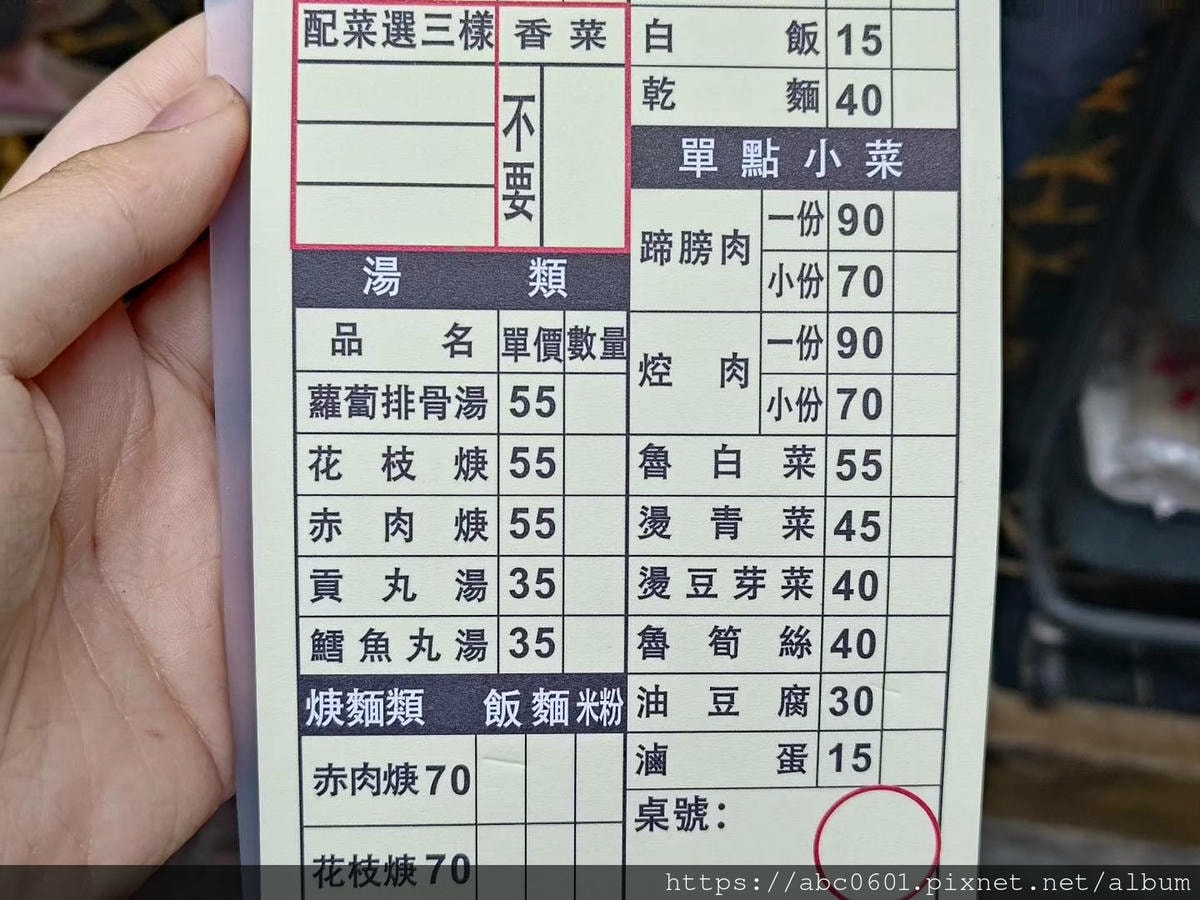 配菜選三樣 香菜
不要
湯類
品名 單價 數量
蘿蔔排骨湯 55
花枝焿 55
赤肉焿 55
貢丸湯 35
鱈魚丸湯 35
焿麵類 飯 麵 米粉
赤肉焿 70
花枝焿 70
白飯 15
乾麵 40
單點小菜
蹄膀肉 一份 90
小份 70
焢肉 一份 90
小份 70
魯白菜 55
燙青菜 45
燙豆芽菜 40
魯筍絲 40
油豆腐 30
滷蛋 15
桌號：
https://abc0601.pixnet.net/album